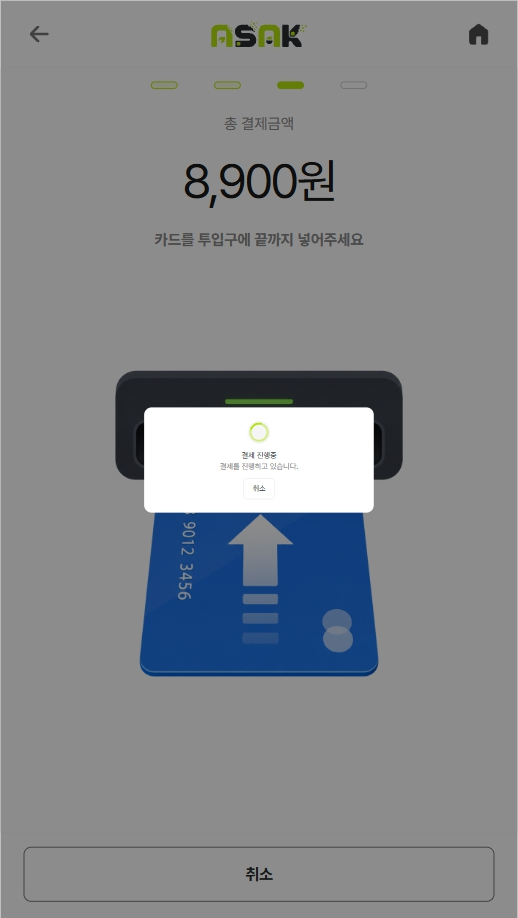 ASAK
총 결제금액
8,900원
카드를 투입구에 끝까지 넣어주세요
결제 진행중
결제를 진행하고 있습니다.
취소
9012 3456
취소